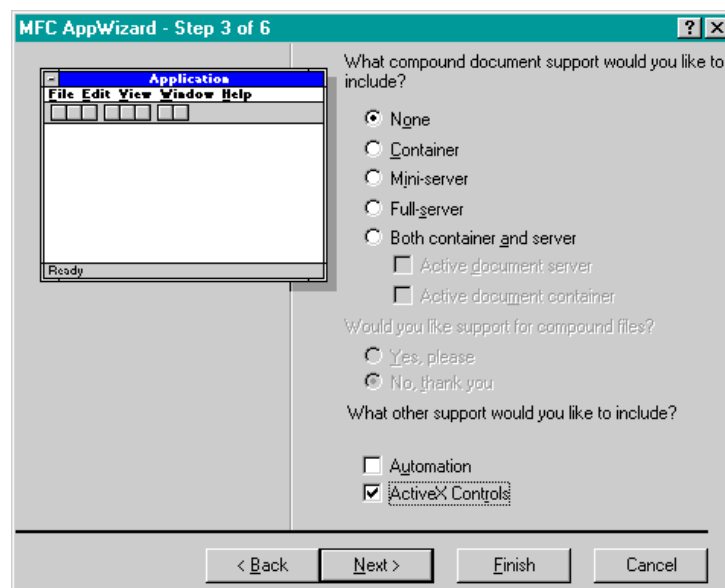 MFC AppWizard - Step 3 of 6
Application
File Edit View Window Help
Ready
What compound document support would you like to
include?
None
Container
Mini-server
Full-server
Both container and server
Active document server
Active document container
Would you like support for compound files?
Yes, please
No, thank you
What other support would you like to include?
Automation
ActiveX Controls
< Back Next > Finish Cancel